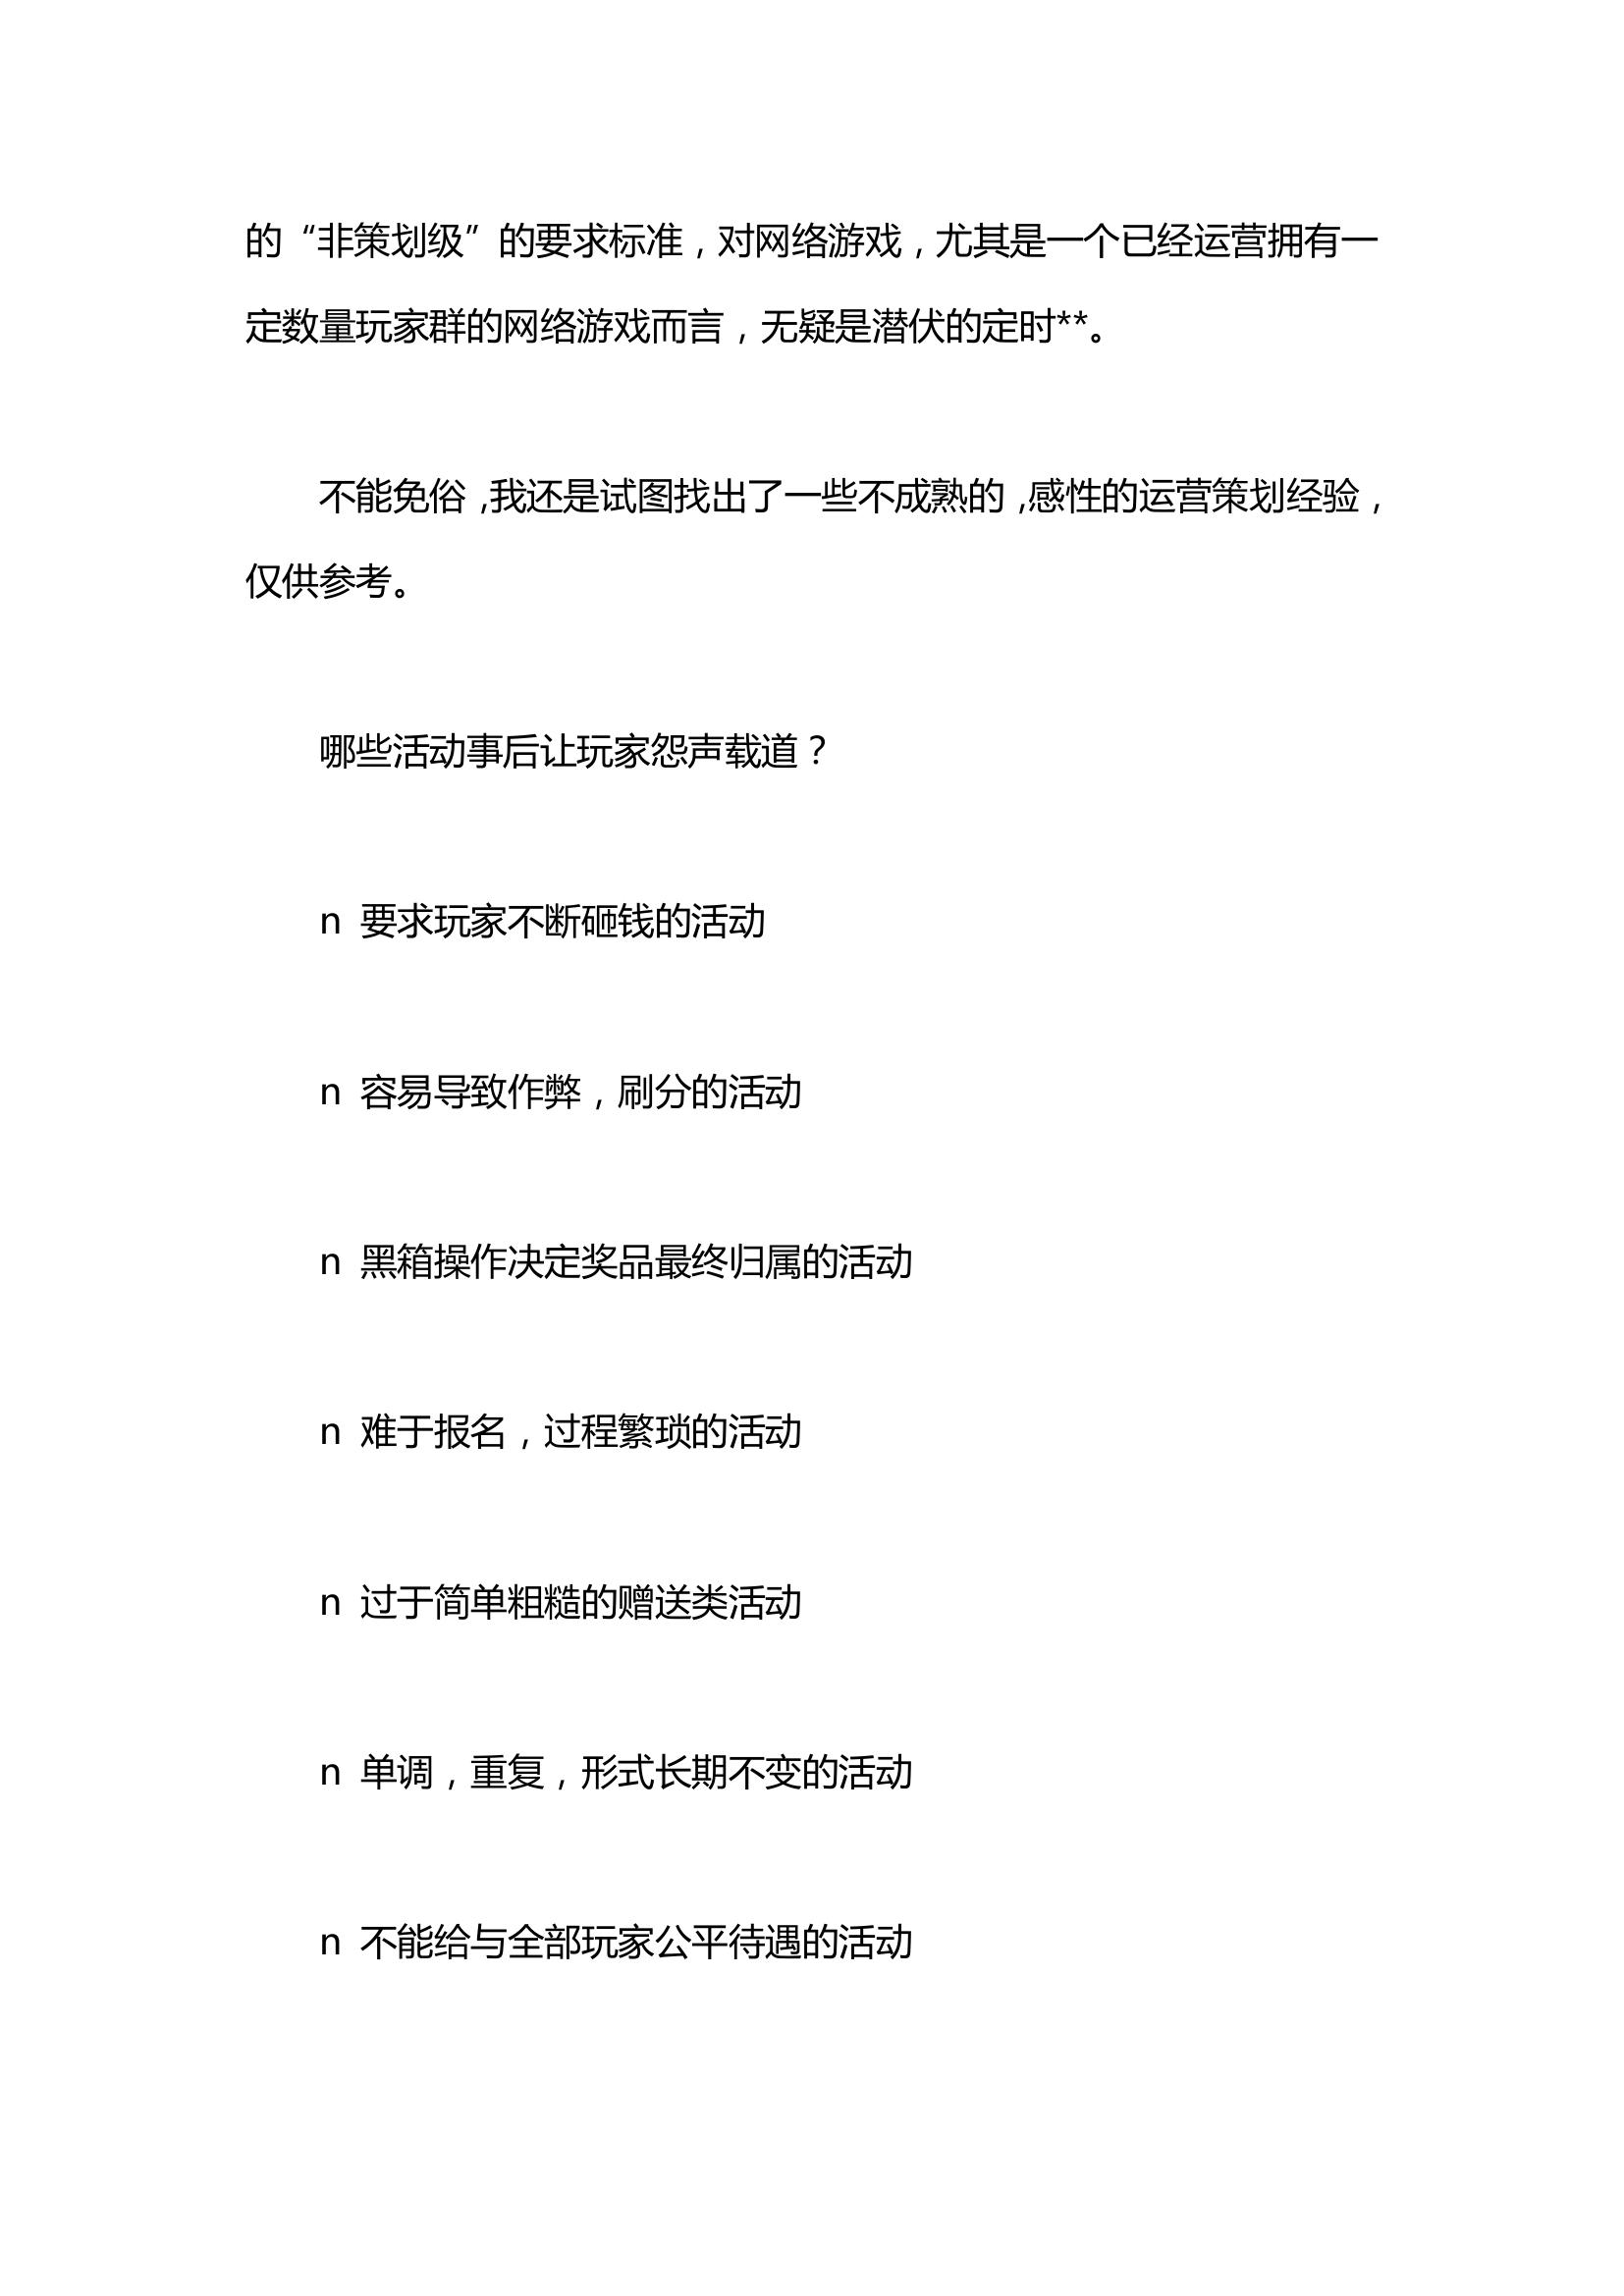 的“非策划级”的要求标准，对网络游戏，尤其是一个已经运营拥有一
定数量玩家群的网络游戏而言，无疑是潜伏的定时**。
不能免俗，我还是试图找出了一些不成熟的，感性的运营策划经验，
仅供参考。
哪些活动事后让玩家怨声载道？
n 要求玩家不断砸钱的活动
n 容易导致作弊，刷分的活动
n 黑箱操作决定奖品最终归属的活动
n 难于报名，过程繁琐的活动
n 过于简单粗糙的赠送类活动
n 单调，重复，形式长期不变的活动
n 不能给与全部玩家公平待遇的活动